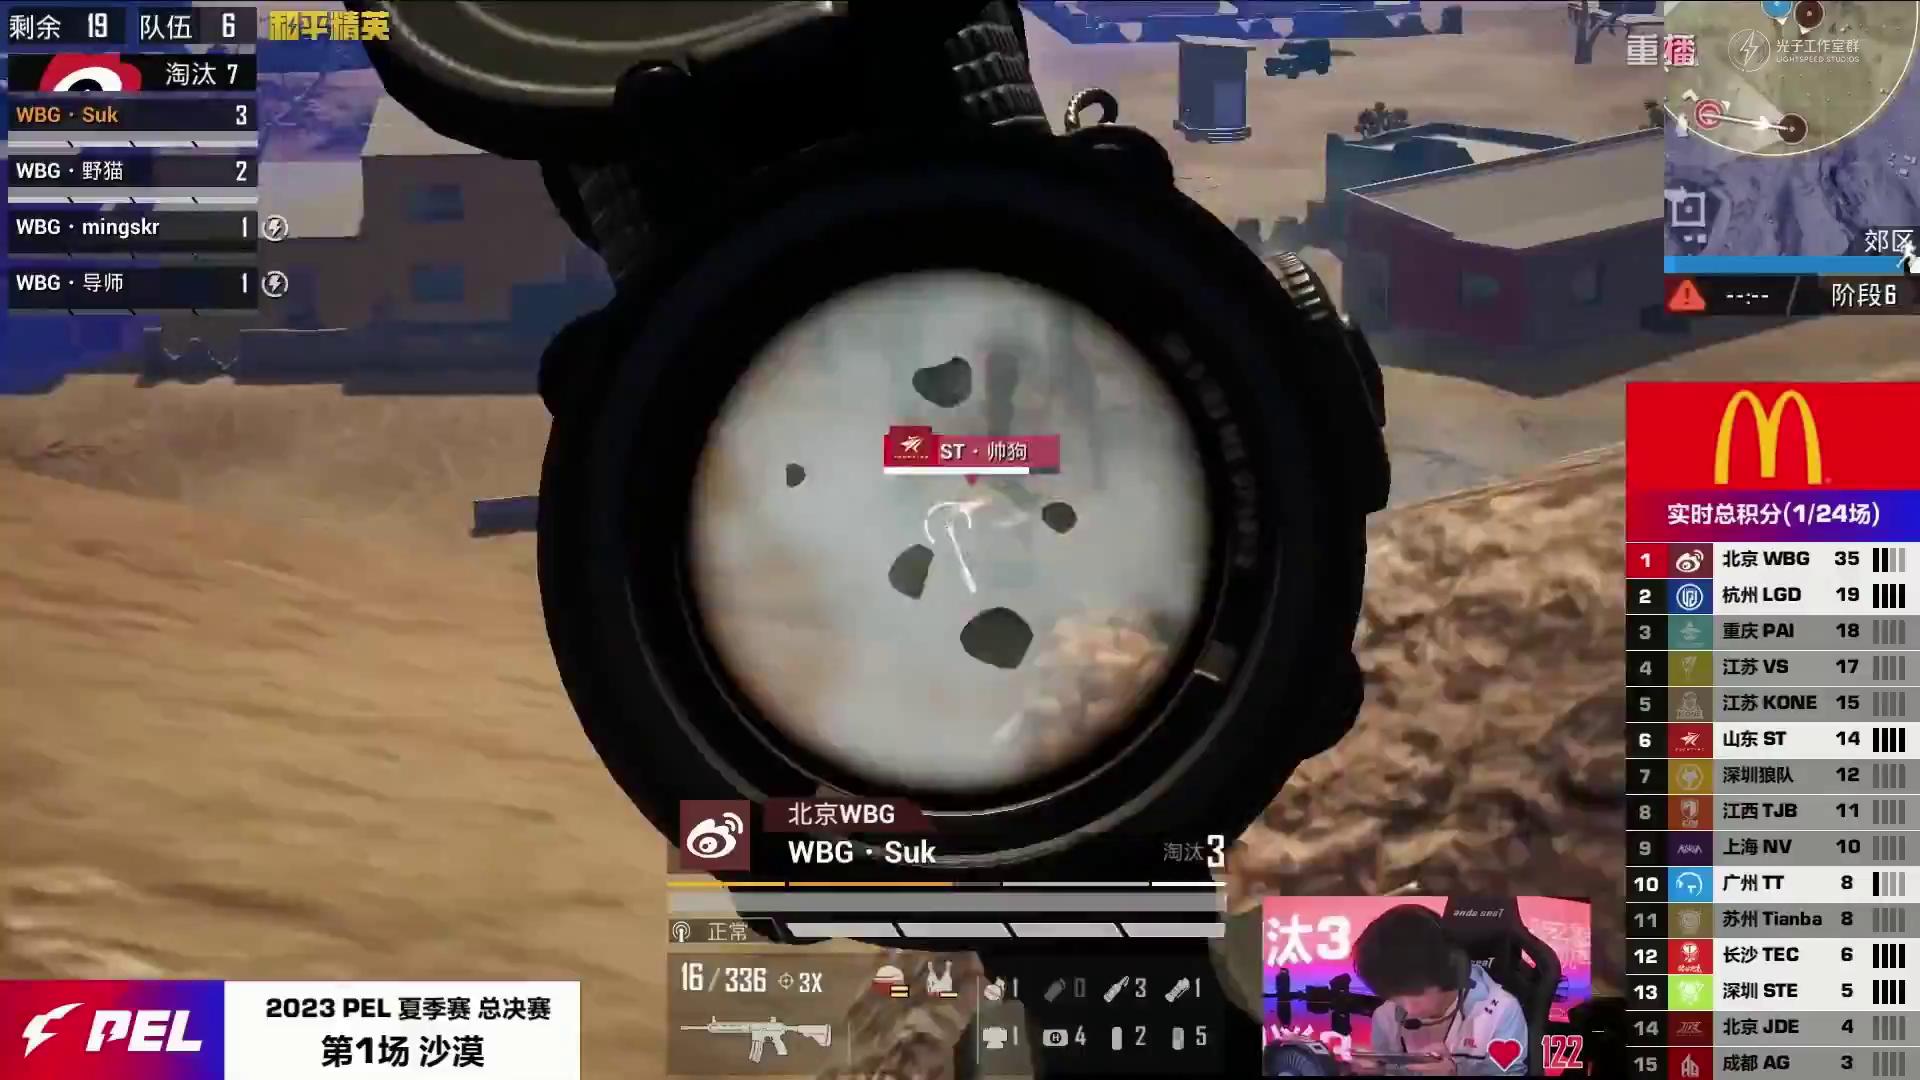 剩余 19 队伍 6
和平精英
淘汰 7
WBG · Suk 3
WBG · 野猫 2
WBG · mingskr 1
WBG · 导师 1
重播
光子工作室群
LIGHTSPEED STUDIOS
郊区
--:-- 阶段6
ST · 帅狗
实时总积分(1/24场)
1 北京 WBG 35
2 杭州 LGD 19
3 重庆 PAI 18
4 江苏 VS 17
5 江苏 KONE 15
6 山东 ST 14
7 深圳狼队 12
8 江西 TJB 11
9 上海 NV 10
10 广州 TT 8
11 苏州 Tianba 8
12 长沙 TEC 6
13 深圳 STE 5
14 北京 JDE 4
15 成都 AG 3
北京WBG
WBG · Suk
淘汰 3
正常
16 / 336 3X
1 0 3 1
1 4 2 5
汰3
122
PEL
2023 PEL 夏季赛 总决赛
第1场 沙漠